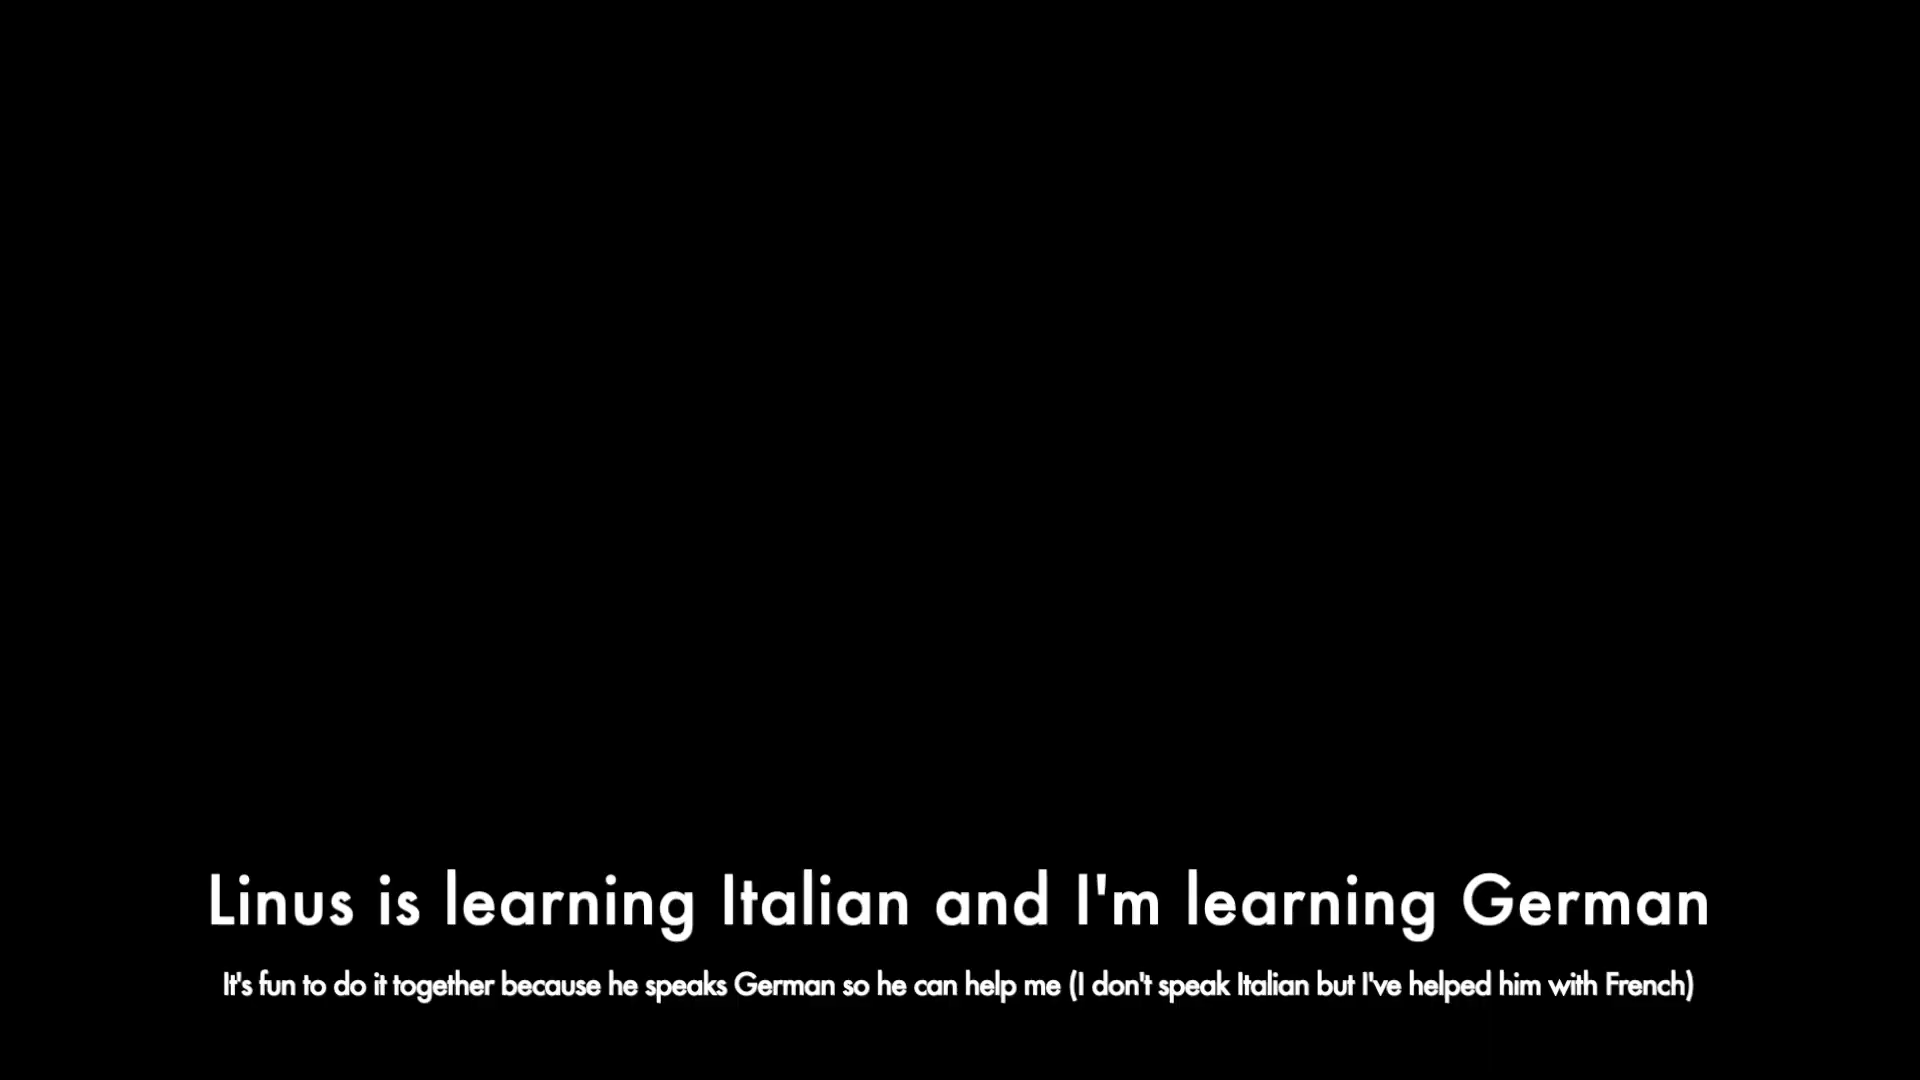 Linus is learning Italian and I'm learning German
It's fun to do it together because he speaks German so he can help me (I don't speak Italian but I've helped him with French)